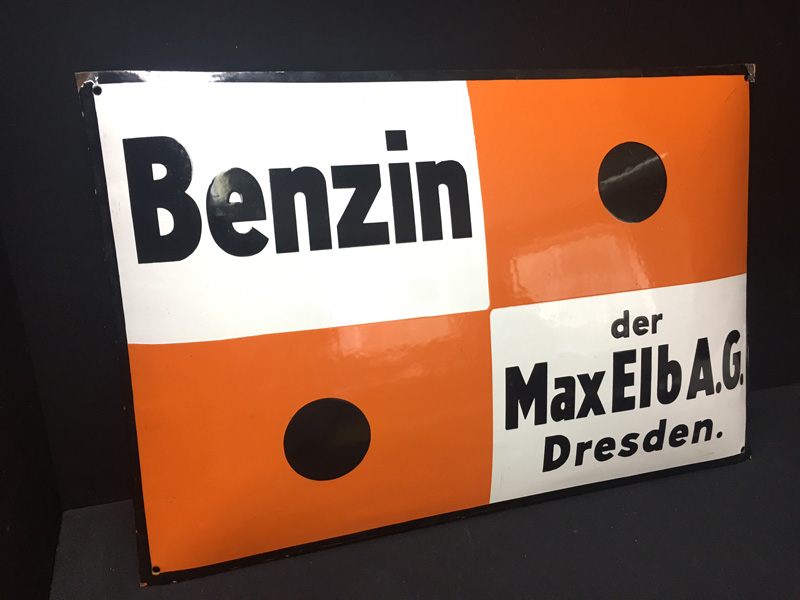 Benzin
der
Max Elb A.G.
Dresden.